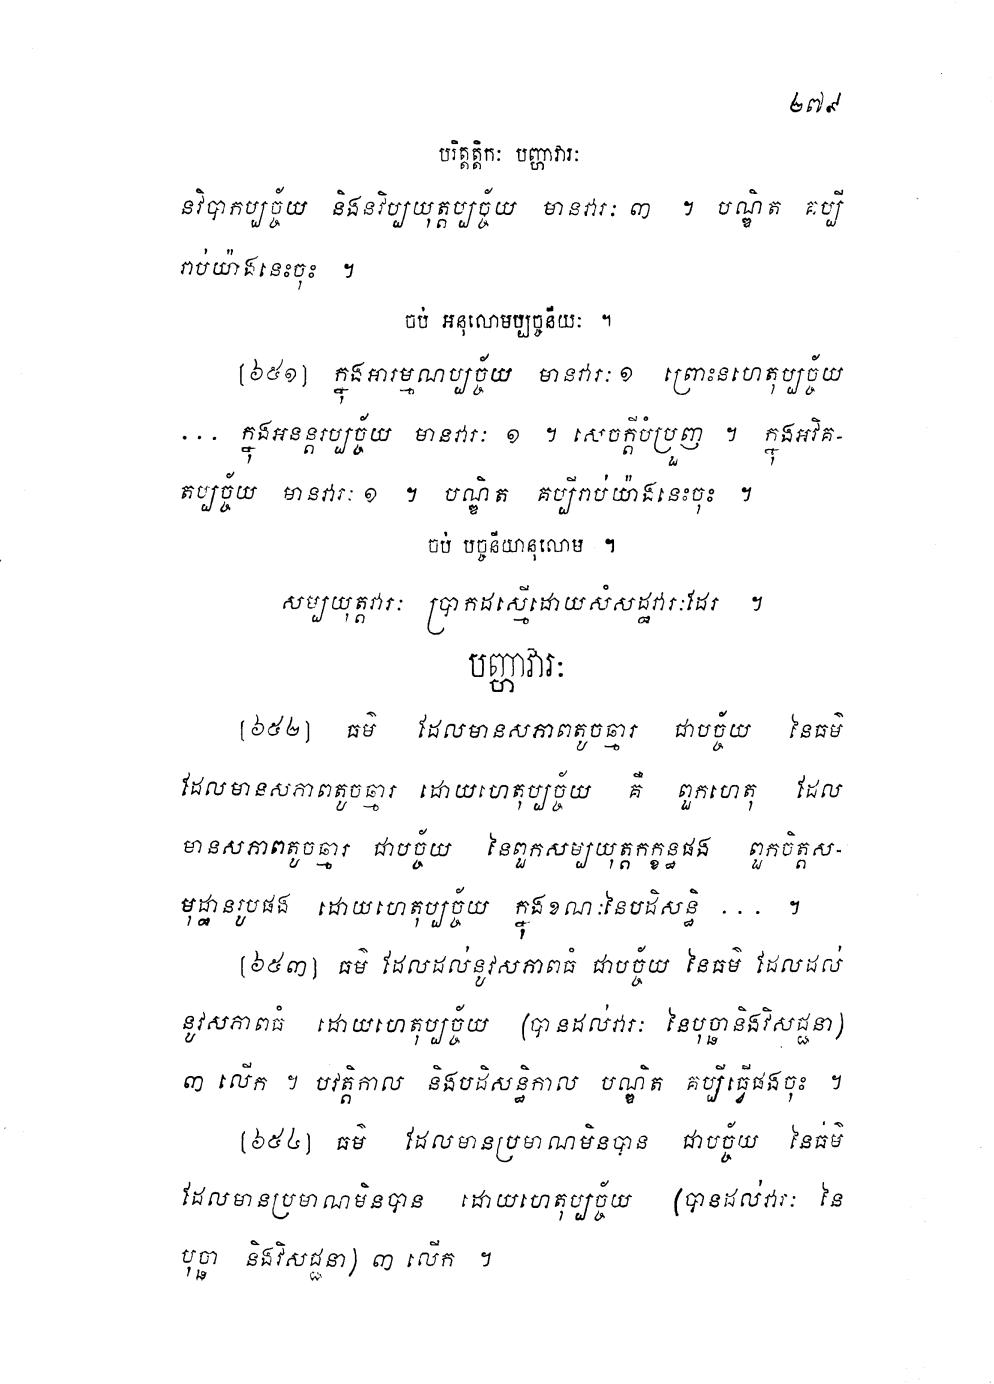 ២៧៩
បរិត្តត្តិកៈ បញ្ហាវារៈ
នវិបាកប្បច្ច័យ និងនវិប្បយុត្តប្បច្ច័យ មានវារៈ ៣ ។ បណ្ឌិត គប្បី
រាប់យ៉ាងនេះចុះ ។
ចប់ អនុលោមប្បច្ចនីយៈ ។
[៦៥១] ក្នុងអារម្មណប្បច្ច័យ មានវារៈ ១ ព្រោះនហេតុប្បច្ច័យ
... ក្នុងអនន្តរប្បច្ច័យ មានវារៈ ១ ។ សេចក្តីបំប្រួញ ។ ក្នុងអវិគ-
តប្បច្ច័យ មានវារៈ ១ ។ បណ្ឌិត គប្បីរាប់យ៉ាងនេះចុះ ។
ចប់ បច្ចនីយានុលោម ។
សម្បយុត្តវារៈ ប្រាកដស្មើដោយសំសដ្ឋវារៈដែរ ។
បញ្ហាវារៈ
[៦៥២] ធម៌ ដែលមានសភាពតូចឆ្មារ ជាបច្ច័យ នៃធម៌
ដែលមានសភាពតូចឆ្មារ ដោយហេតុប្បច្ច័យ គឺ ពួកហេតុ ដែល
មានសភាពតូចឆ្មារ ជាបច្ច័យ នៃពួកសម្បយុត្តកក្ខន្ធផង ពួកចិត្តស-
មុដ្ឋានរូបផង ដោយហេតុប្បច្ច័យ ក្នុងខណៈនៃបដិសន្ធិ ... ។
[៦៥៣] ធម៌ ដែលដល់នូវសភាពធំ ជាបច្ច័យ នៃធម៌ ដែលដល់
នូវសភាពធំ ដោយហេតុប្បច្ច័យ (បានដល់វារៈ នៃបុច្ឆានិងវិសជ្ជនា)
៣ លើក ។ បវត្តិកាល និងបដិសន្ធិកាល បណ្ឌិត គប្បីធ្វើផងចុះ ។
[៦៥៤] ធម៌ ដែលមានប្រមាណមិនបាន ជាបច្ច័យ នៃធម៌
ដែលមានប្រមាណមិនបាន ដោយហេតុប្បច្ច័យ (បានដល់វារៈ នៃ
បុច្ឆា និងវិសជ្ជនា) ៣ លើក ។